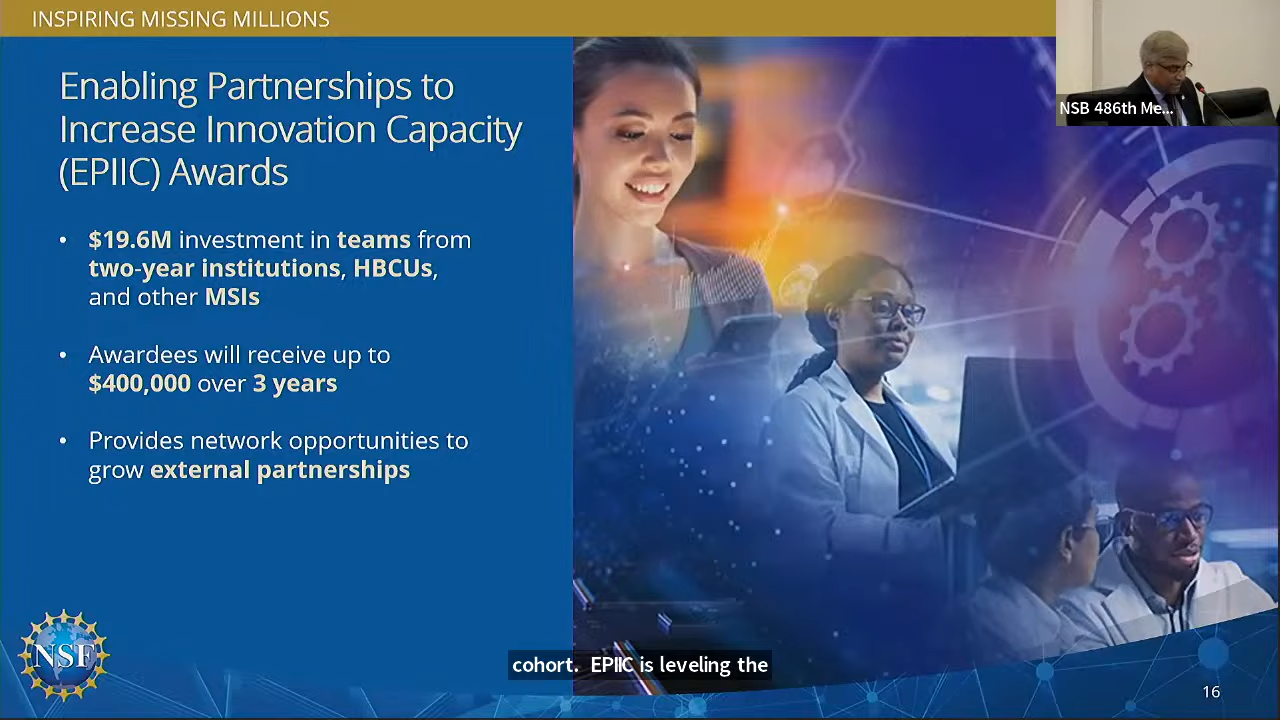 INSPIRING MISSING MILLIONS
NSB 486th Me...
Enabling Partnerships to
Increase Innovation Capacity
(EPIIC) Awards
• $19.6M investment in teams from
two-year institutions, HBCUs,
and other MSIs
• Awardees will receive up to
$400,000 over 3 years
• Provides network opportunities to
grow external partnerships
NSF
cohort. EPIIC is leveling the
16